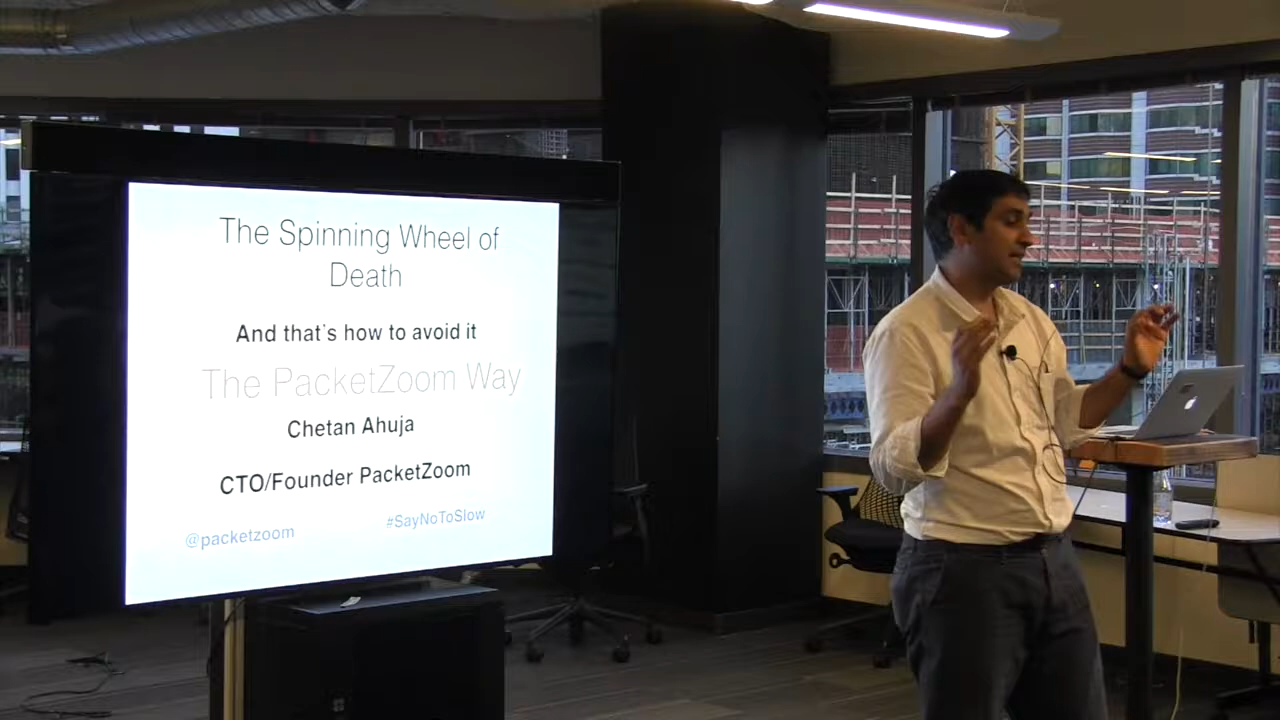 The Spinning Wheel of
Death
And that's how to avoid it
The PacketZoom Way
Chetan Ahuja
CTO/Founder PacketZoom
@packetzoom
#SayNoToSlow